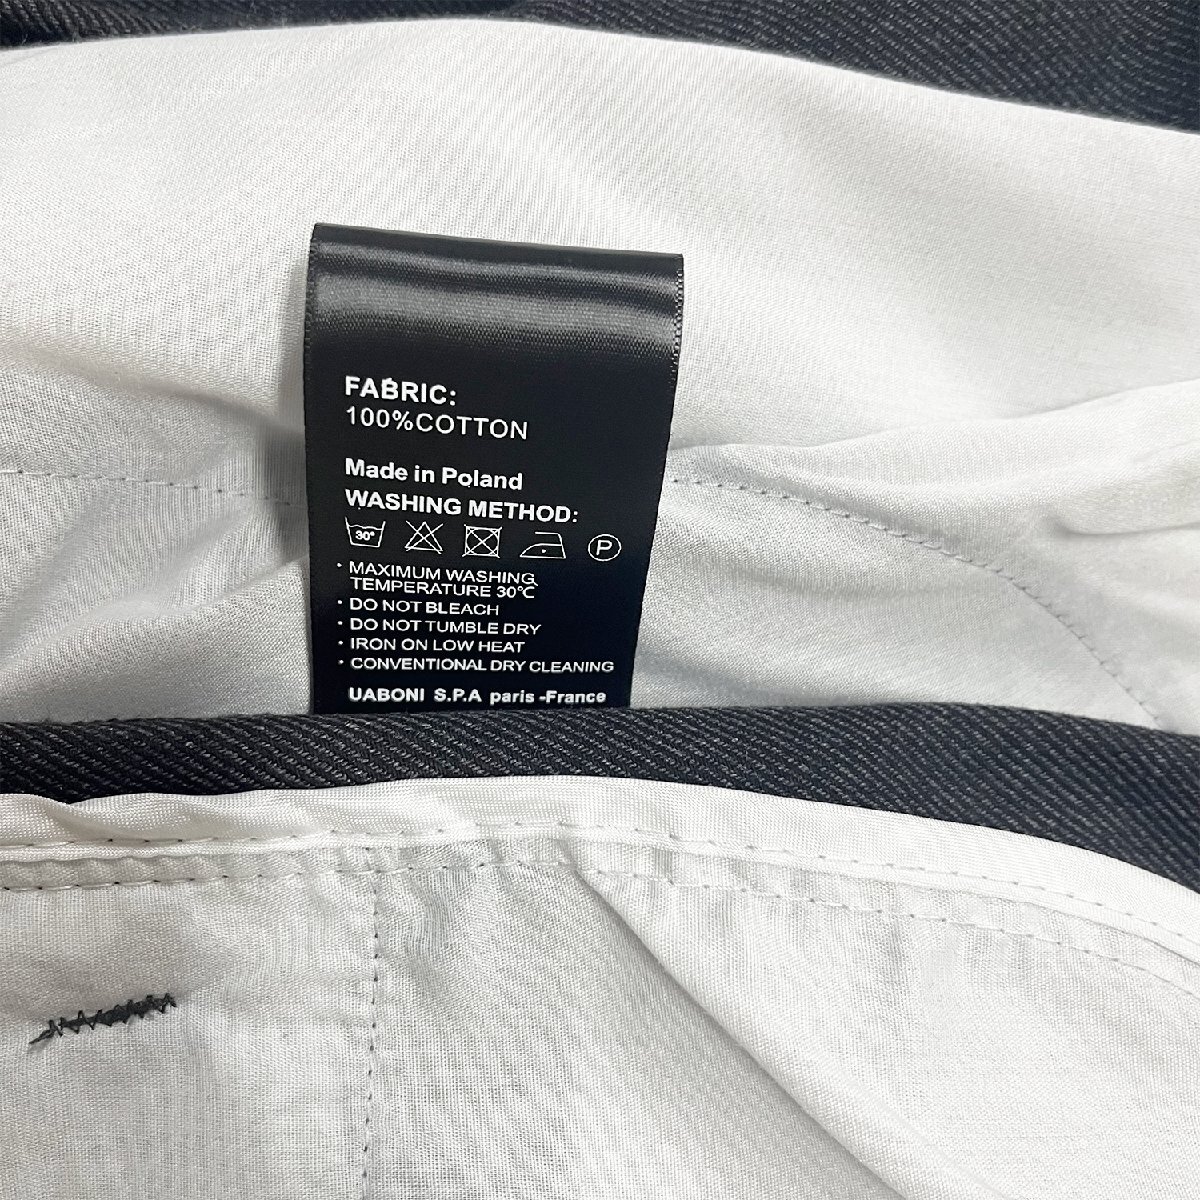 FABRIC:
100%COTTON
Made in Poland
WASHING METHOD:
30°
P
• MAXIMUM WASHING
TEMPERATURE 30℃
• DO NOT BLEACH
• DO NOT TUMBLE DRY
• IRON ON LOW HEAT
• CONVENTIONAL DRY CLEANING
UABONI S.P.A paris -France